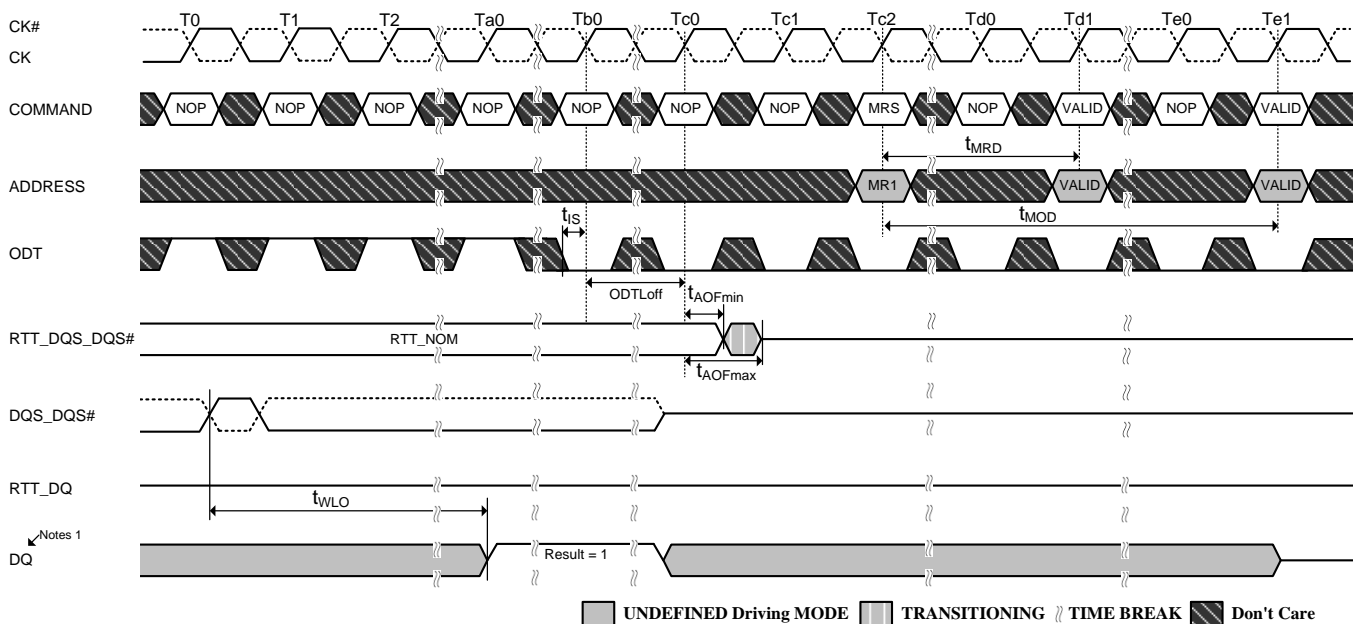 T0 T1 T2 Ta0 Tb0 Tc0 Tc1 Tc2 Td0 Td1 Te0 Te1
CK#
CK
COMMAND NOP NOP NOP NOP NOP NOP NOP MRS NOP VALID NOP VALID
tMRD
ADDRESS MR1 VALID VALID
tIS tMOD
ODT
ODTLoff tAOFmin
RTT_DQS_DQS# RTT_NOM
tAOFmax
DQS_DQS#
RTT_DQ
tWLO
Notes 1
DQ Result = 1
UNDEFINED Driving MODE TRANSITIONING TIME BREAK Don't Care